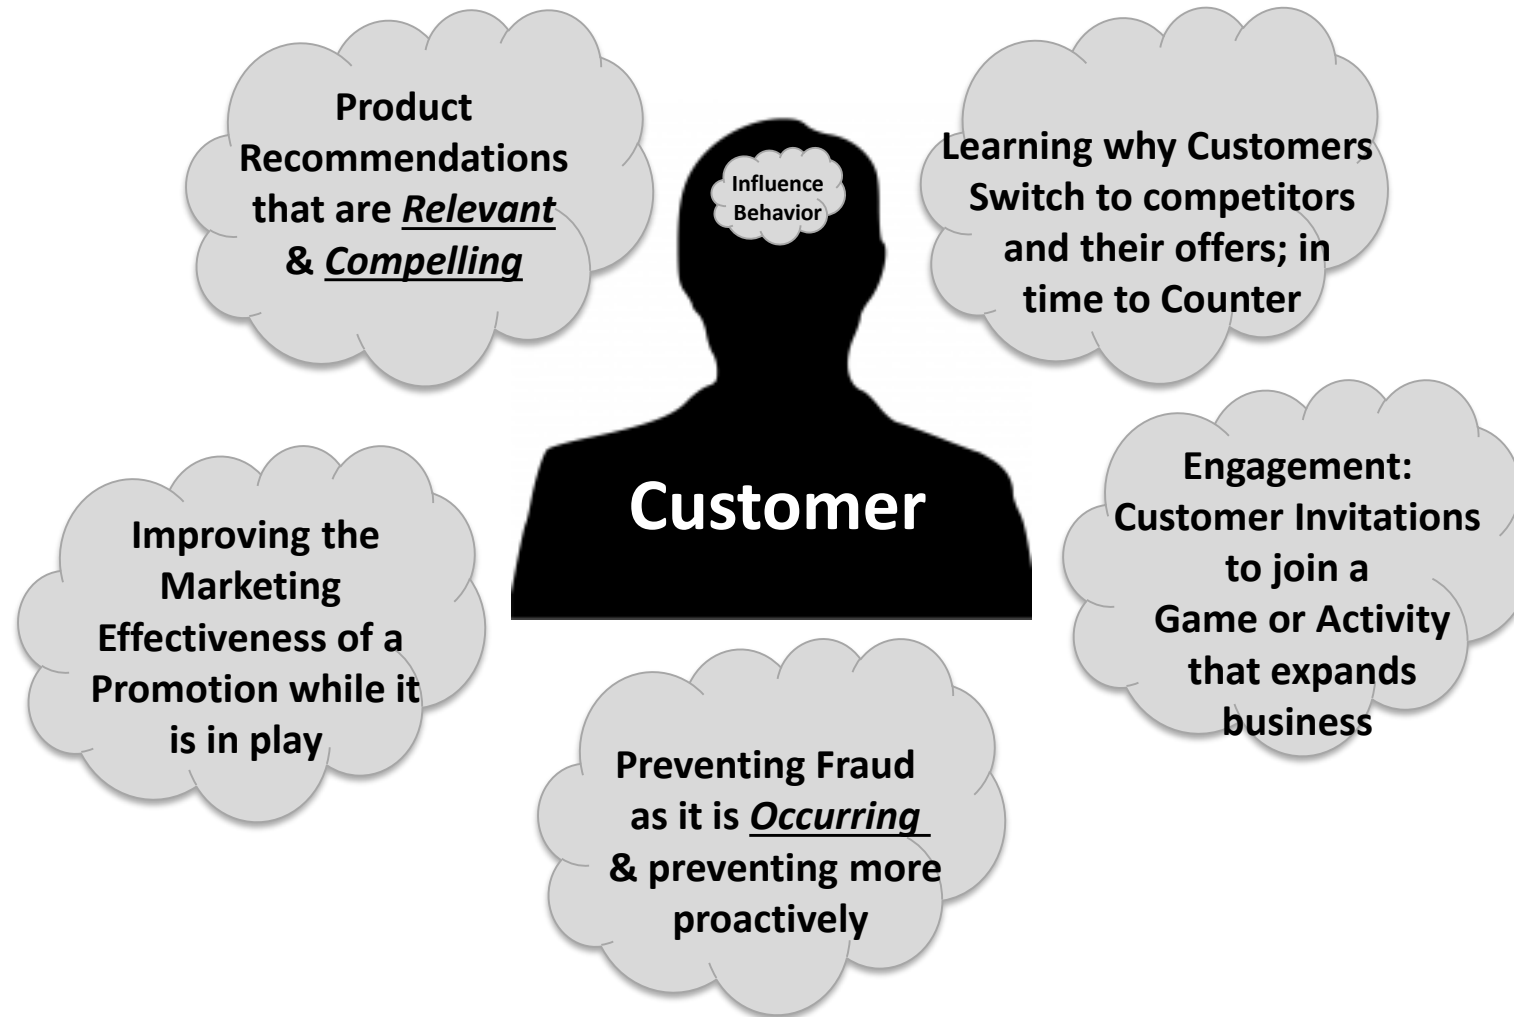 Product
Recommendations
that are Relevant
& Compelling
Influence
Behavior
Learning why Customers
Switch to competitors
and their offers; in
time to Counter
Customer
Improving the
Marketing
Effectiveness of a
Promotion while it
is in play
Engagement:
Customer Invitations
to join a
Game or Activity
that expands
business
Preventing Fraud
as it is Occurring
& preventing more
proactively